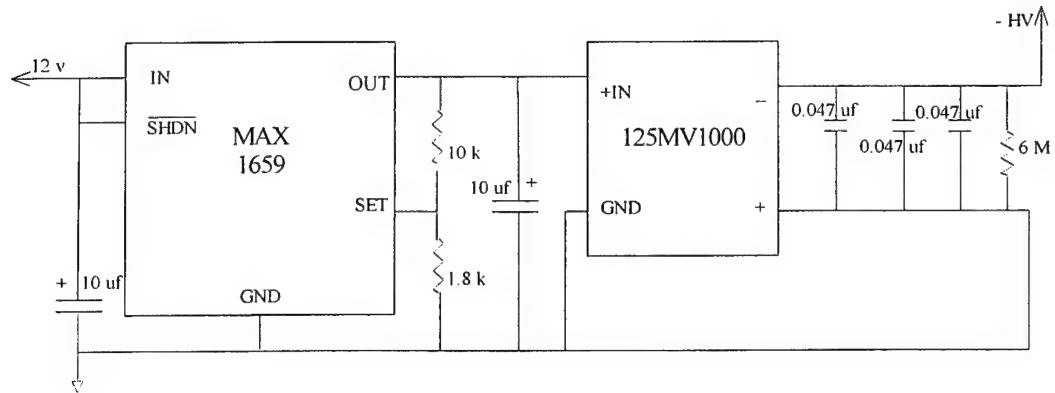 - HV
12 v
IN
OUT
SHDN
MAX
1659
10 k
SET
10 uf
+
1.8 k
GND
+
10 uf
+IN
−
125MV1000
GND
+
0.047 uf
0.047 uf
0.047 uf
6 M